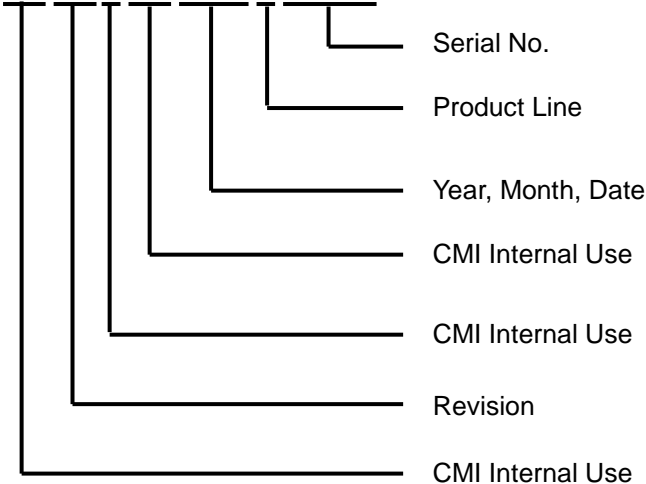 Serial No.
Product Line
Year, Month, Date
CMI Internal Use
CMI Internal Use
Revision
CMI Internal Use